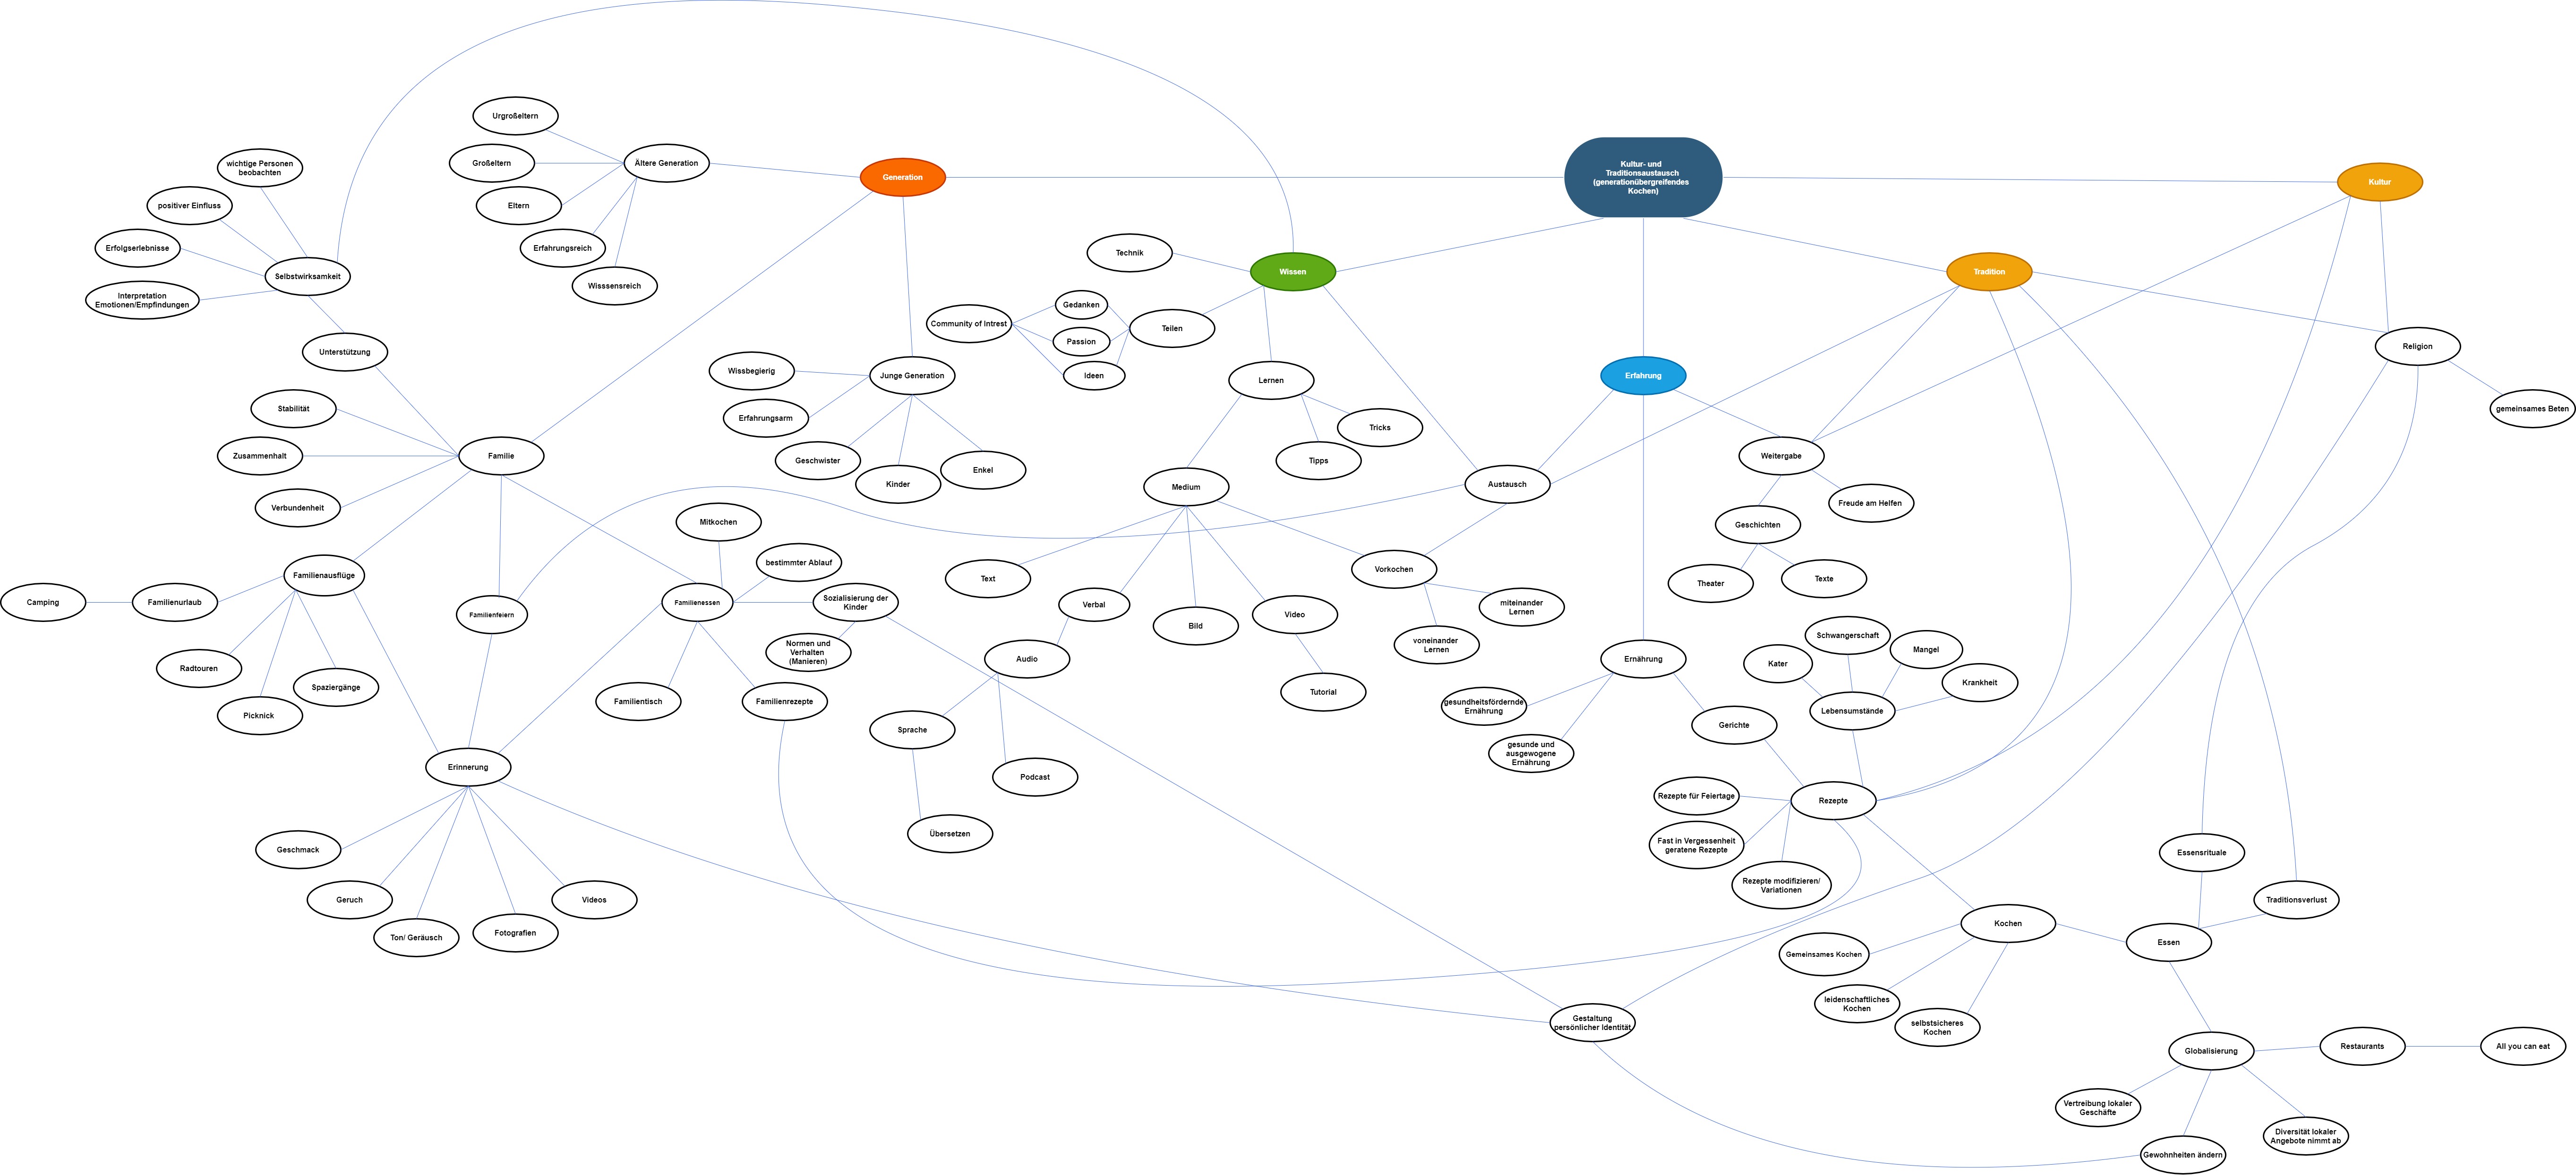 Urgroßeltern
Großeltern
Eltern
Erfahrungsreich
Wisssensreich
Ältere Generation
Generation
Kultur- und
Traditionsaustausch
(generationübergreifendes
Kochen)
Kultur
wichtige Personen
beobachten
positiver Einfluss
Erfolgserlebnisse
Interpretation
Emotionen/Empfindungen
Selbstwirksamkeit
Unterstützung
Stabilität
Zusammenhalt
Verbundenheit
Familie
Technik
Wissen
Tradition
Community of Intrest
Gedanken
Passion
Ideen
Teilen
Wissbegierig
Erfahrungsarm
Geschwister
Kinder
Enkel
Junge Generation
Lernen
Tricks
Tipps
Erfahrung
Religion
gemeinsames Beten
Medium
Austausch
Weitergabe
Freude am Helfen
Geschichten
Theater
Texte
Mitkochen
bestimmter Ablauf
Familienausflüge
Camping
Familienurlaub
Radtouren
Picknick
Spaziergänge
Familienfeiern
Familienessen
Sozialisierung der
Kinder
Normen und
Verhalten
(Manieren)
Familientisch
Familienrezepte
Text
Verbal
Bild
Video
Vorkochen
miteinander
Lernen
voneinander
Lernen
Audio
Tutorial
Sprache
Podcast
Übersetzen
Ernährung
gesundheitsfördernde
Ernährung
gesunde und
ausgewogene
Ernährung
Gerichte
Schwangerschaft
Kater
Mangel
Krankheit
Lebensumstände
Rezepte
Rezepte für Feiertage
Fast in Vergessenheit
geratene Rezepte
Rezepte modifizieren/
Variationen
Erinnerung
Geschmack
Geruch
Ton/ Geräusch
Fotografien
Videos
Essensrituale
Traditionsverlust
Kochen
Essen
Gemeinsames Kochen
leidenschaftliches
Kochen
selbstsicheres
Kochen
Gestaltung
persönlicher Identität
Globalisierung
Restaurants
All you can eat
Vertreibung lokaler
Geschäfte
Diversität lokaler
Angebote nimmt ab
Gewohnheiten ändern